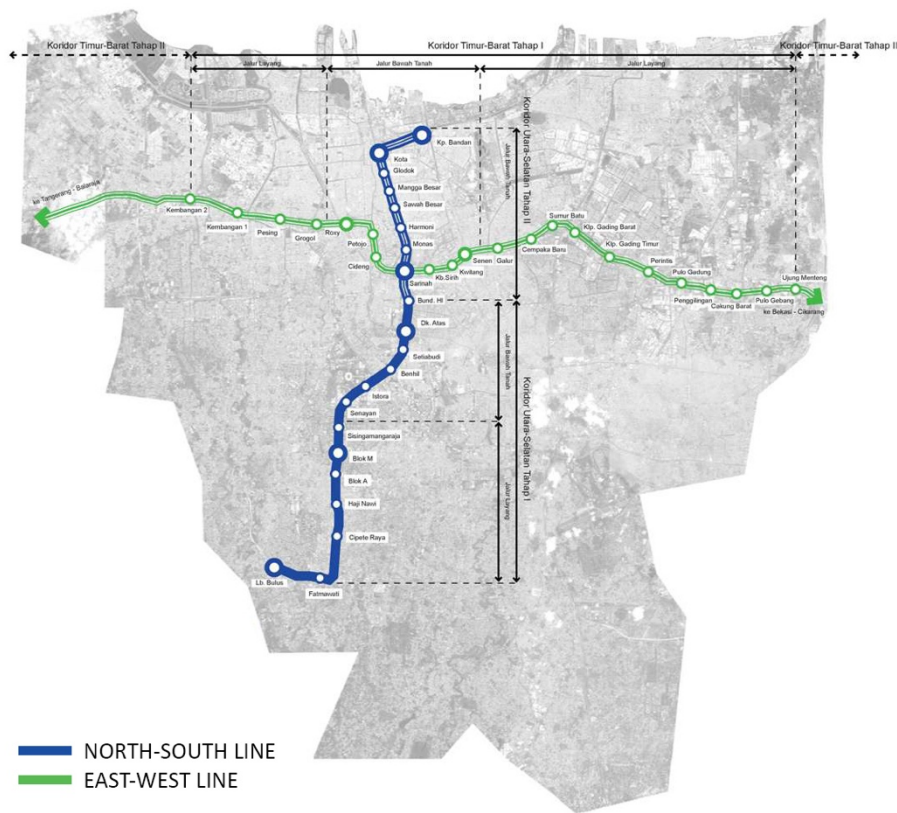 Koridor Timur-Barat Tahap II
Koridor Timur-Barat Tahap I
Koridor Timur-Barat Tahap II
Jalur Layang
Jalur Bawah Tanah
Jalur Layang
Kp. Bandan
Kota
Glodok
Mangga Besar
Sawah Besar
Harmoni
Monas
Sarinah
Bund. HI
Dk. Atas
Setiabudi
Benhil
Istora
Senayan
Sisingamangaraja
Blok M
Blok A
Haji Nawi
Cipete Raya
Fatmawati
Lb. Bulus
ke Tangerang - Balaraja
Kembangan 2
Kembangan 1
Pesing
Grogol
Roxy
Petojo
Cideng
Kb.Sirih
Kwitang
Senen
Galur
Cempaka Baru
Sumur Batu
Klp. Gading Barat
Klp. Gading Timur
Perintis
Pulo Gadung
Penggilingan
Cakung Barat
Pulo Gebang
Ujung Menteng
ke Bekasi - Cikarang
Jalur Bawah Tanah
Koridor Utara-Selatan Tahap II
Jalur Bawah Tanah
Jalur Layang
Koridor Utara-Selatan Tahap I
NORTH-SOUTH LINE
EAST-WEST LINE